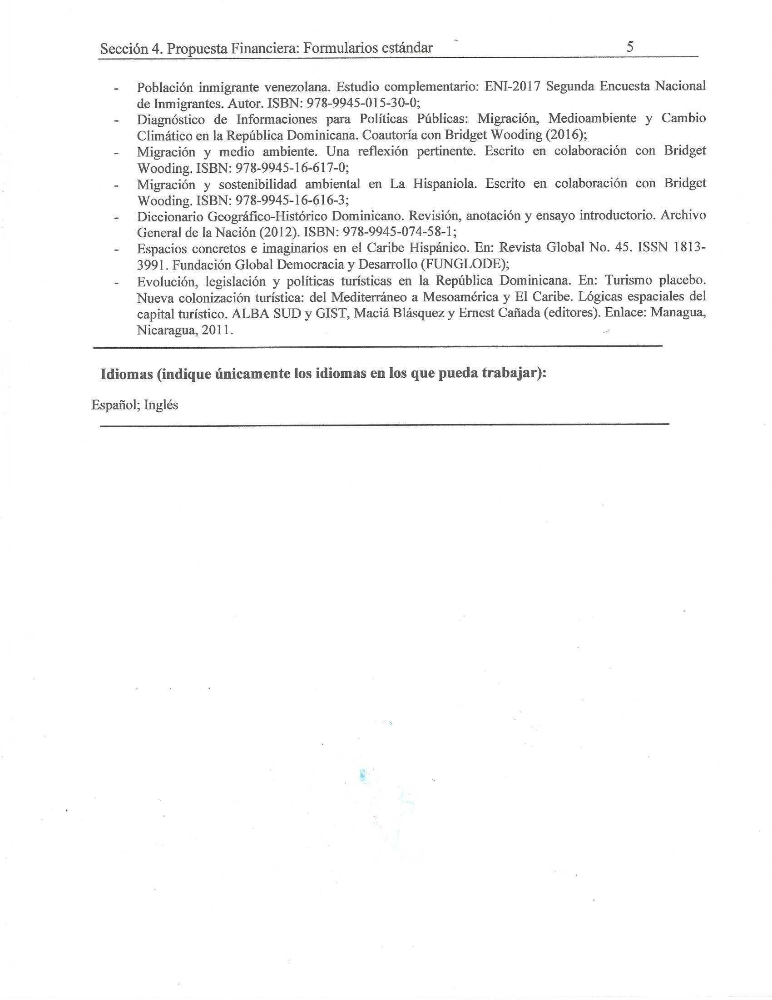 Sección 4. Propuesta Financiera: Formularios estándar 5
- Población inmigrante venezolana. Estudio complementario: ENI-2017 Segunda Encuesta Nacional
de Inmigrantes. Autor. ISBN: 978-9945-015-30-0;
- Diagnóstico de Informaciones para Políticas Públicas: Migración, Medioambiente y Cambio
Climático en la República Dominicana. Coautoría con Bridget Wooding (2016);
- Migración y medio ambiente. Una reflexión pertinente. Escrito en colaboración con Bridget
Wooding. ISBN: 978-9945-16-617-0;
- Migración y sostenibilidad ambiental en La Hispaniola. Escrito en colaboración con Bridget
Wooding. ISBN: 978-9945-16-616-3;
- Diccionario Geográfico-Histórico Dominicano. Revisión, anotación y ensayo introductorio. Archivo
General de la Nación (2012). ISBN: 978-9945-074-58-1;
- Espacios concretos e imaginarios en el Caribe Hispánico. En: Revista Global No. 45. ISSN 1813-
3991. Fundación Global Democracia y Desarrollo (FUNGLODE);
- Evolución, legislación y políticas turísticas en la República Dominicana. En: Turismo placebo.
Nueva colonización turística: del Mediterráneo a Mesoamérica y El Caribe. Lógicas espaciales del
capital turístico. ALBA SUD y GIST, Maciá Blásquez y Ernest Cañada (editores). Enlace: Managua,
Nicaragua, 2011.
Idiomas (indique únicamente los idiomas en los que pueda trabajar):
Español; Inglés